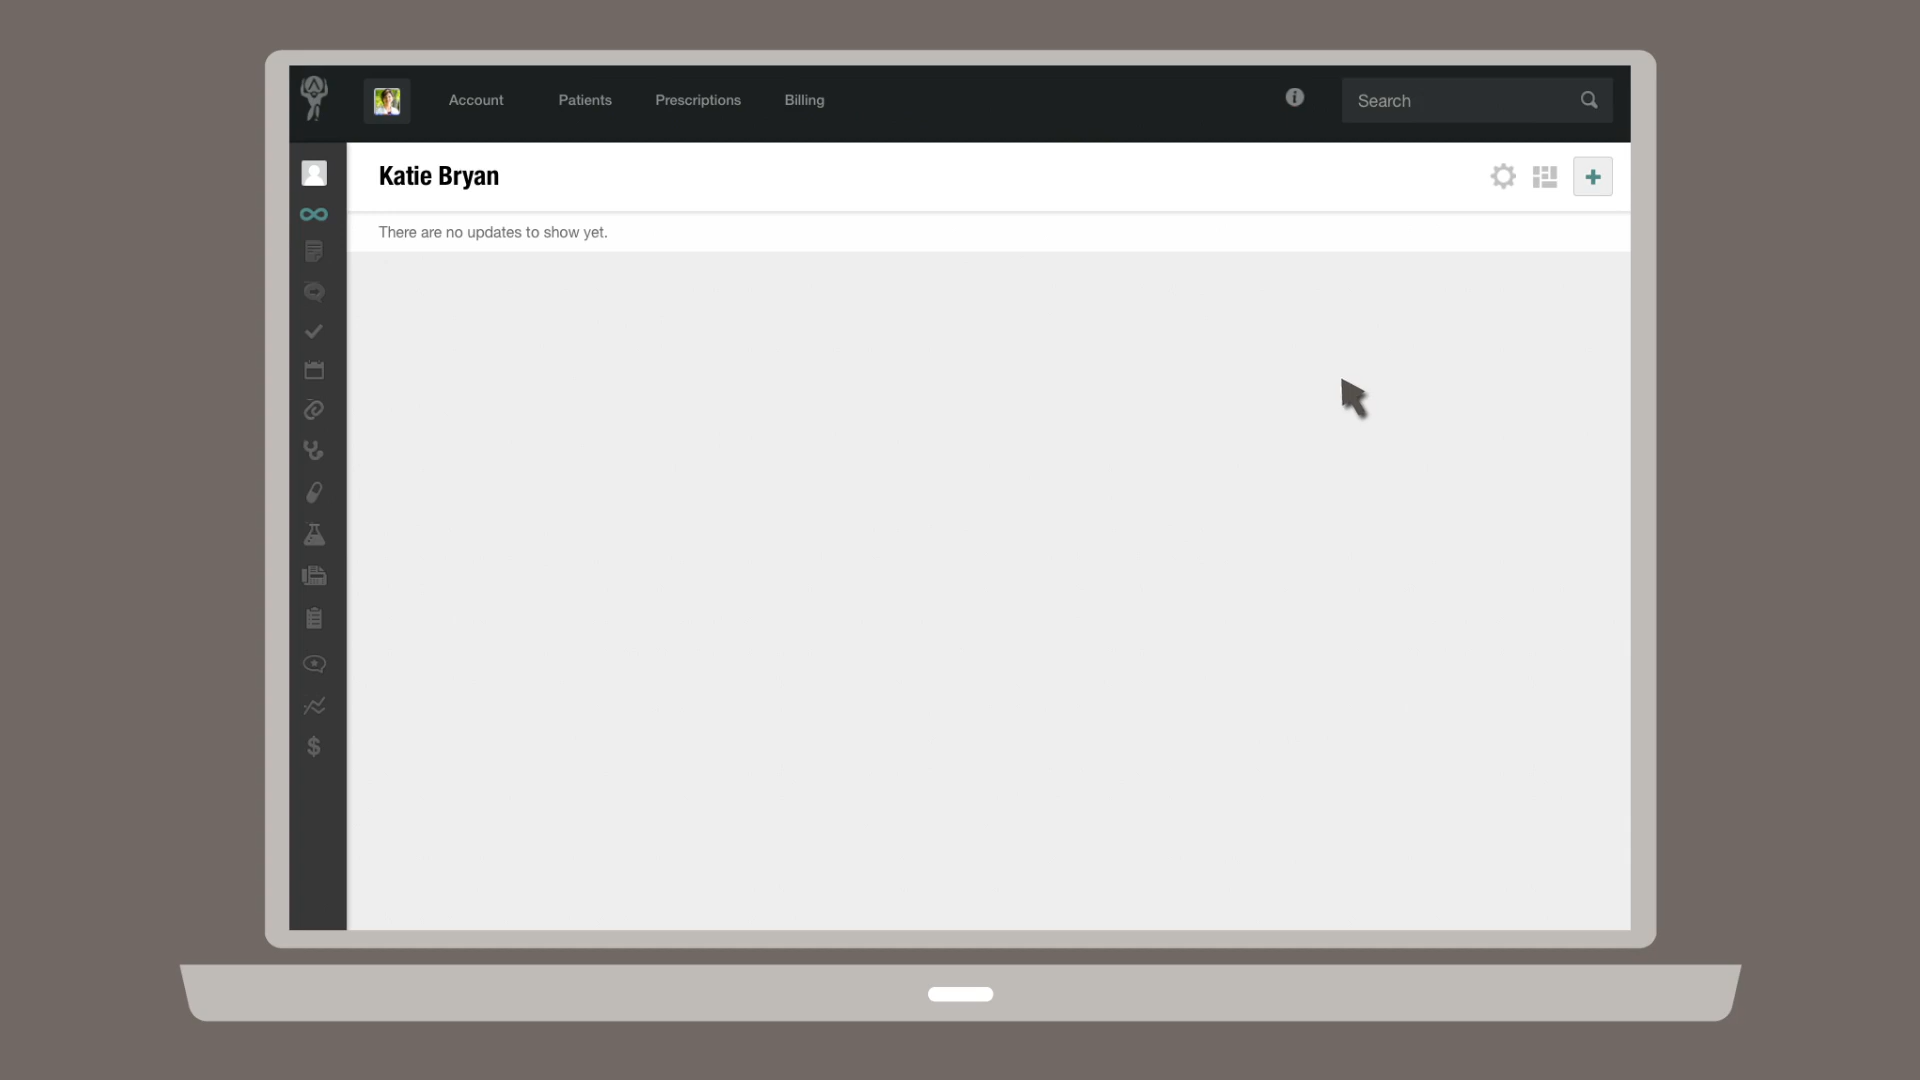 Account Patients Prescriptions Billing Search
Katie Bryan
There are no updates to show yet.